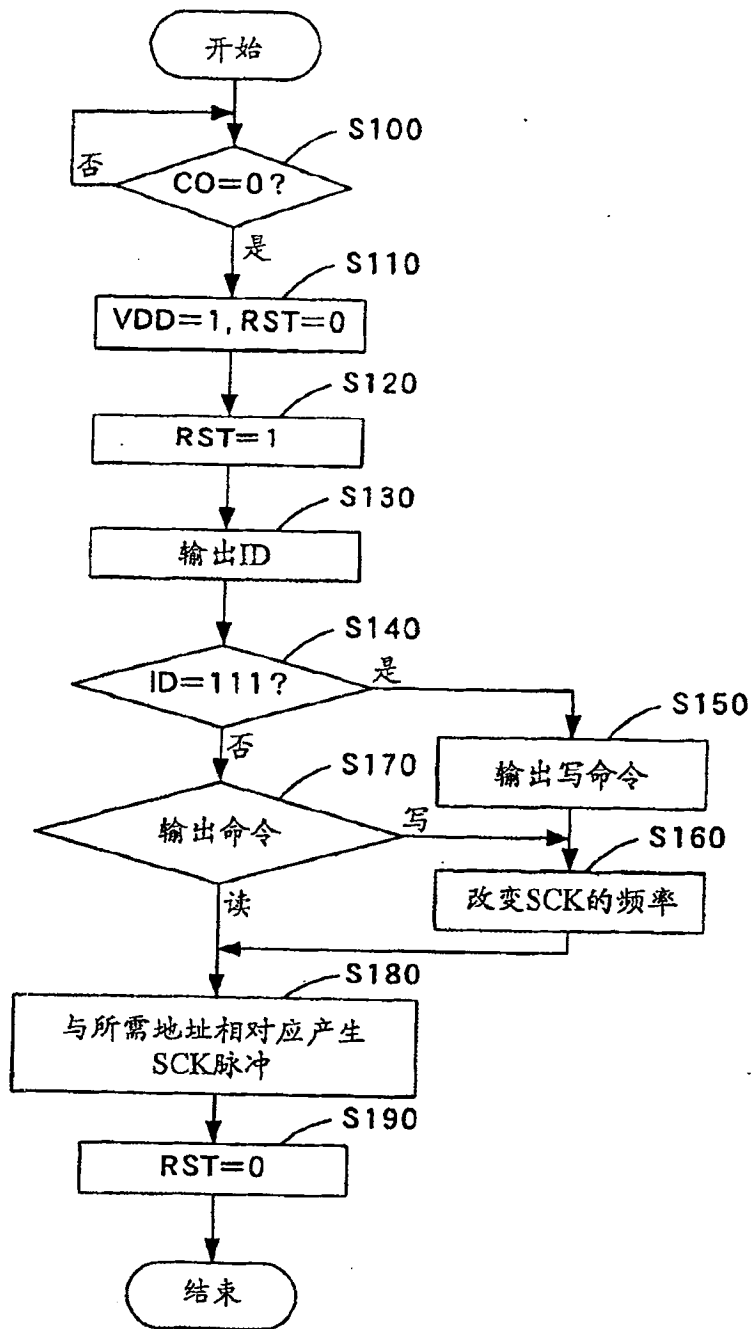 开始
S100
否
CO=0?
是
S110
VDD=1, RST=0
S120
RST=1
S130
输出ID
S140
ID=111?
是
否
S150
输出写命令
S170
输出命令
写
读
S160
改变SCK的频率
S180
与所需地址相对应产生
SCK脉冲
S190
RST=0
结束